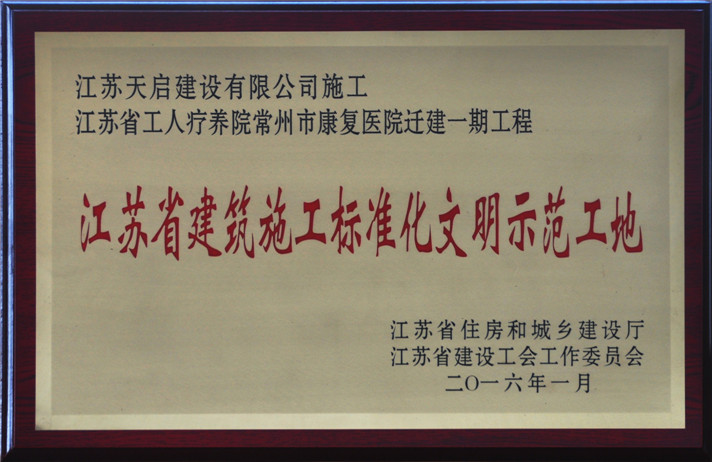 江苏天启建设有限公司施工
江苏省工人疗养院常州市康复医院迁建一期工程
江苏省建筑施工标准化文明示范工地
江苏省住房和城乡建设厅
江苏省建设工会工作委员会
二〇一六年一月